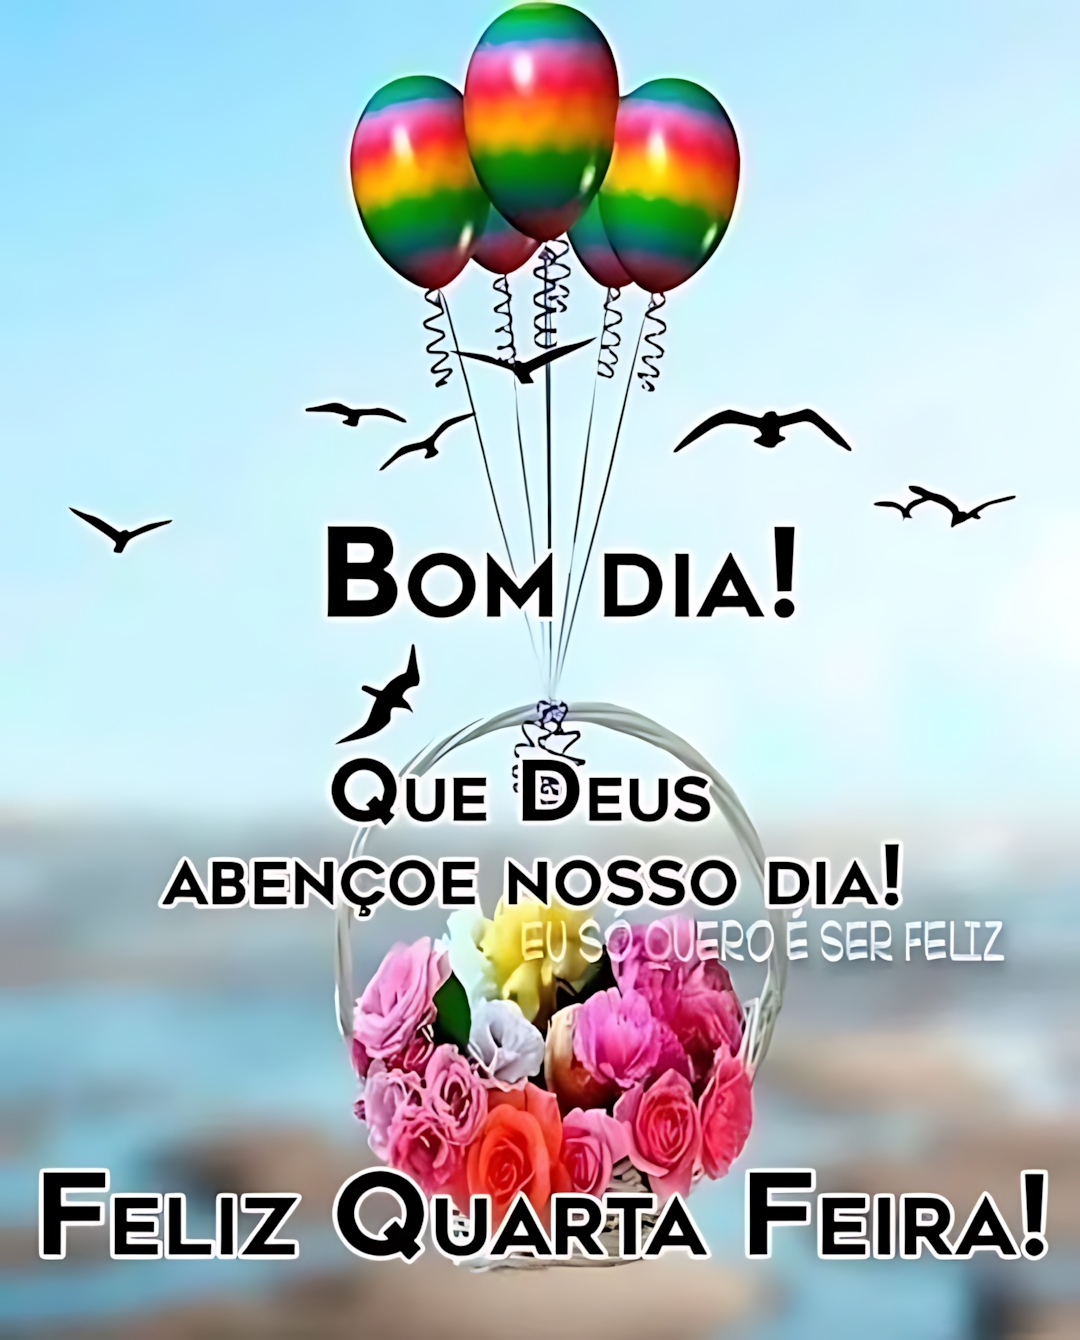 Bom dia!
Que Deus
abençoe nosso dia!
EU SÓ QUERO É SER FELIZ
Feliz Quarta Feira!